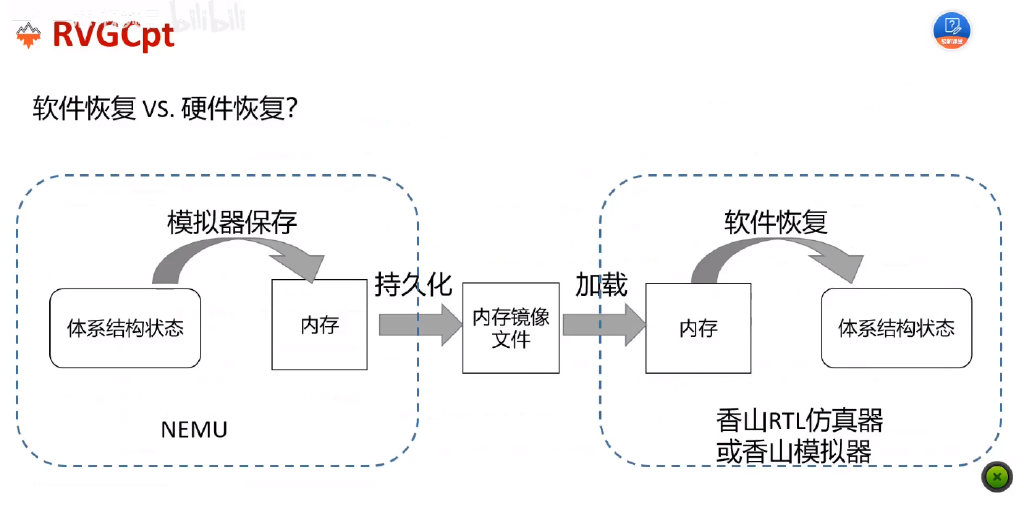 bilibili
RVGCpt
软件恢复 VS. 硬件恢复？
模拟器保存
软件恢复
持久化
加载
体系结构状态
内存
内存镜像
文件
内存
体系结构状态
NEMU
香山RTL仿真器
或香山模拟器